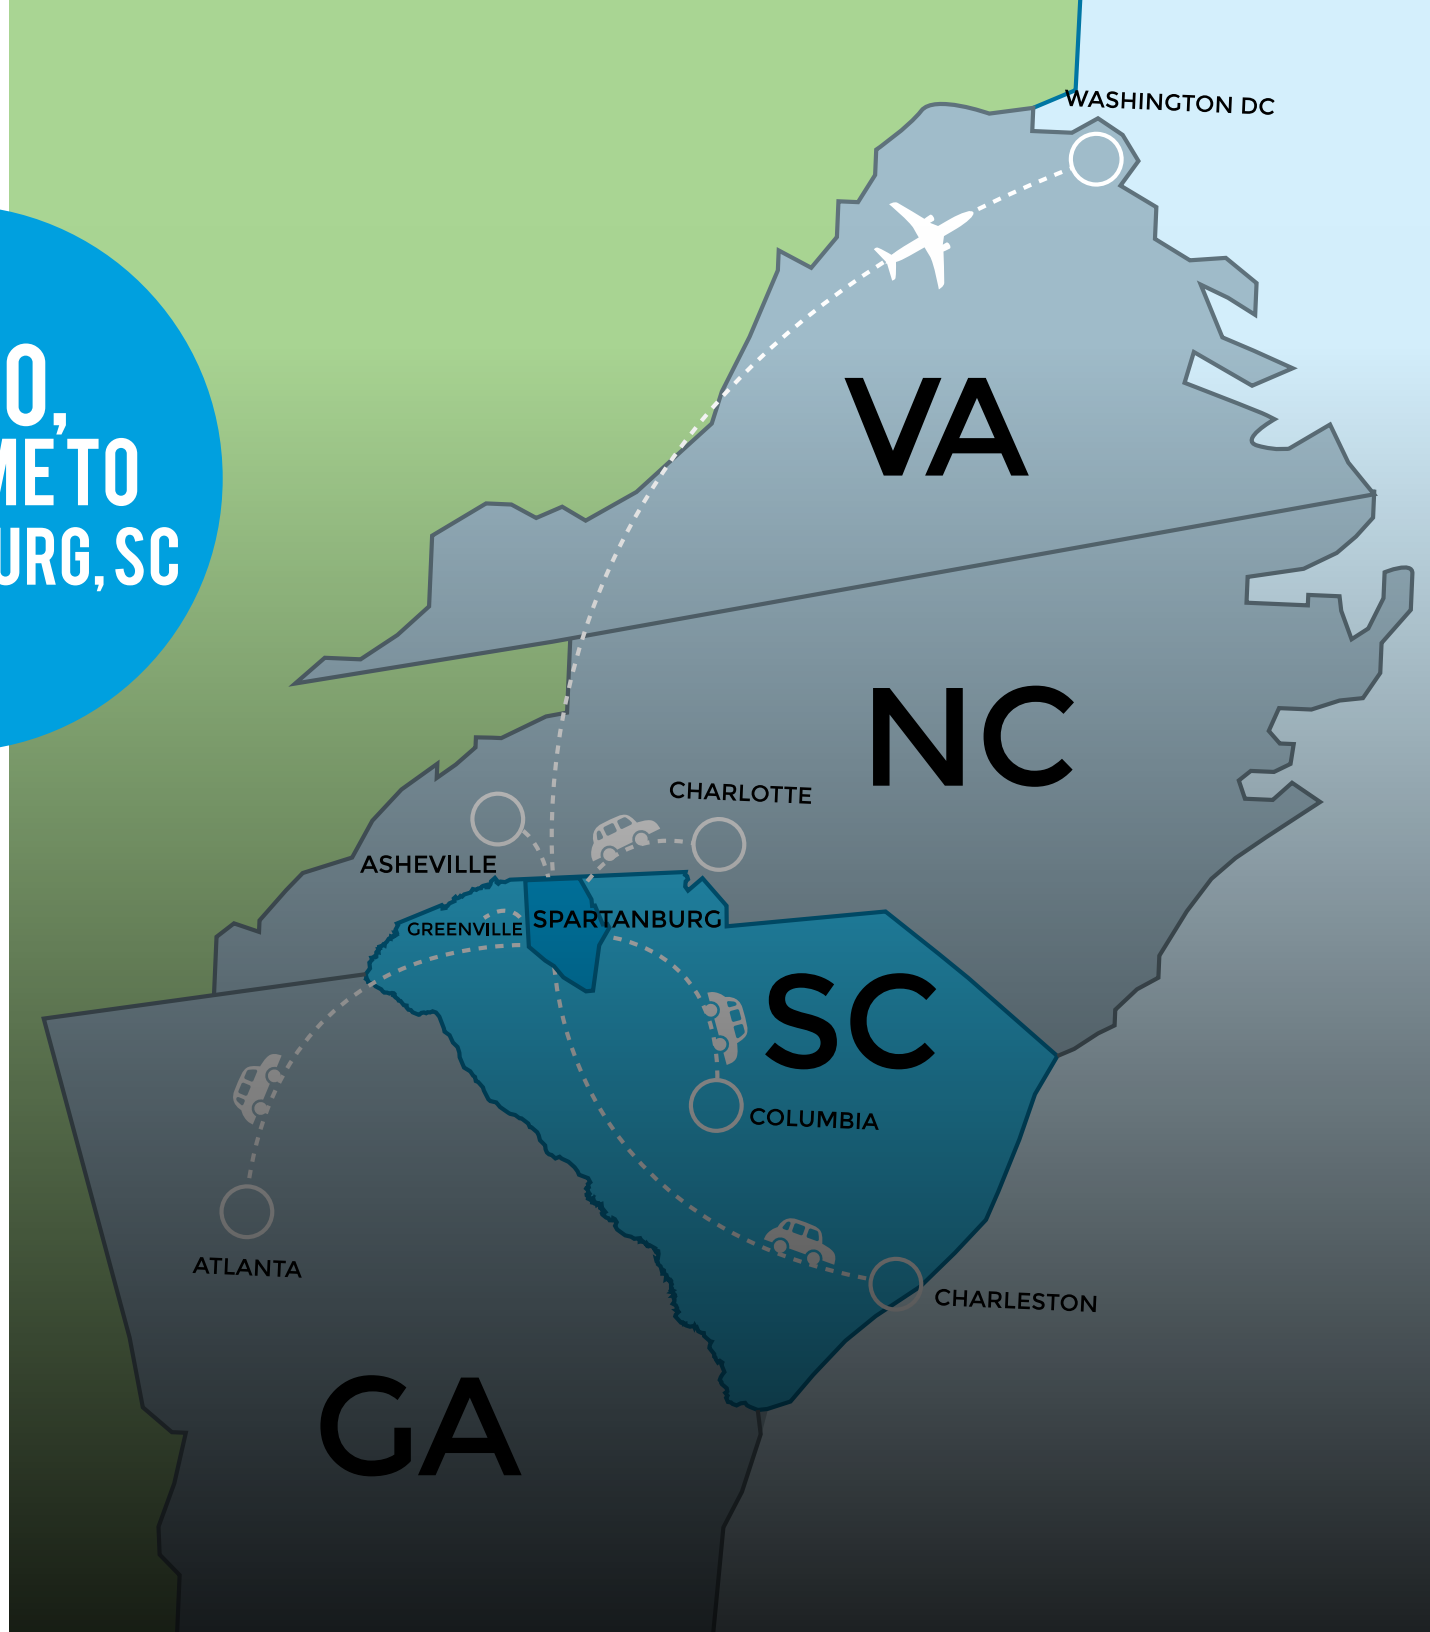 WASHINGTON DC
O,
ME TO
URG, SC
VA
NC
CHARLOTTE
ASHEVILLE
SPARTANBURG
GREENVILLE
SC
COLUMBIA
ATLANTA
CHARLESTON
GA